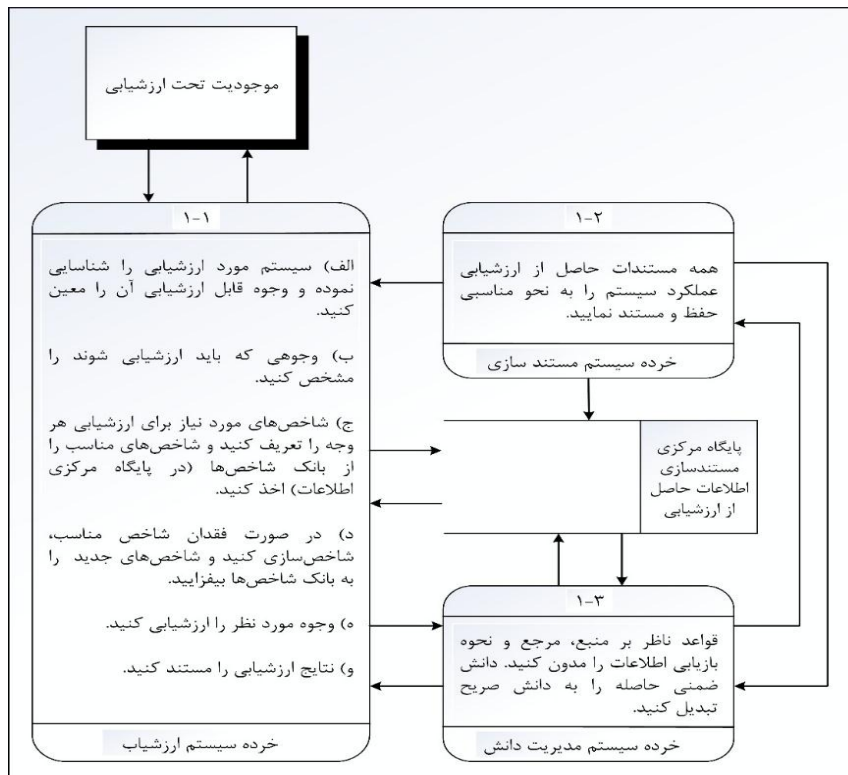 موجودیت تحت ارزشیابی
۱-۱
الف) سیستم مورد ارزشیابی را شناسایی
نموده و وجوه قابل ارزشیابی آن را معین
کنید.
ب) وجوهی که باید ارزشیابی شوند را
مشخص کنید.
ج) شاخص‌های مورد نیاز برای ارزشیابی هر
وجه را تعریف کنید و شاخص‌های مناسب را
از بانک شاخص‌ها (در پایگاه مرکزی
اطلاعات) اخذ کنید.
د) در صورت فقدان شاخص مناسب،
شاخص‌سازی کنید و شاخص‌های جدید را
به بانک شاخص‌ها بیفزایید.
ه) وجوه مورد نظر را ارزشیابی کنید.
و) نتایج ارزشیابی را مستند کنید.
خرده سیستم ارزشیاب
۱-۲
همه مستندات حاصل از ارزشیابی
عملکرد سیستم را به نحو مناسبی
حفظ و مستند نمایید.
خرده سیستم مستند سازی
پایگاه مرکزی
مستندسازی
اطلاعات حاصل
از ارزشیابی
۱-۳
قواعد ناظر بر منبع، مرجع و نحوه
بازیابی اطلاعات را مدون کنید. دانش
ضمنی حاصله را به دانش صریح
تبدیل کنید.
خرده سیستم مدیریت دانش